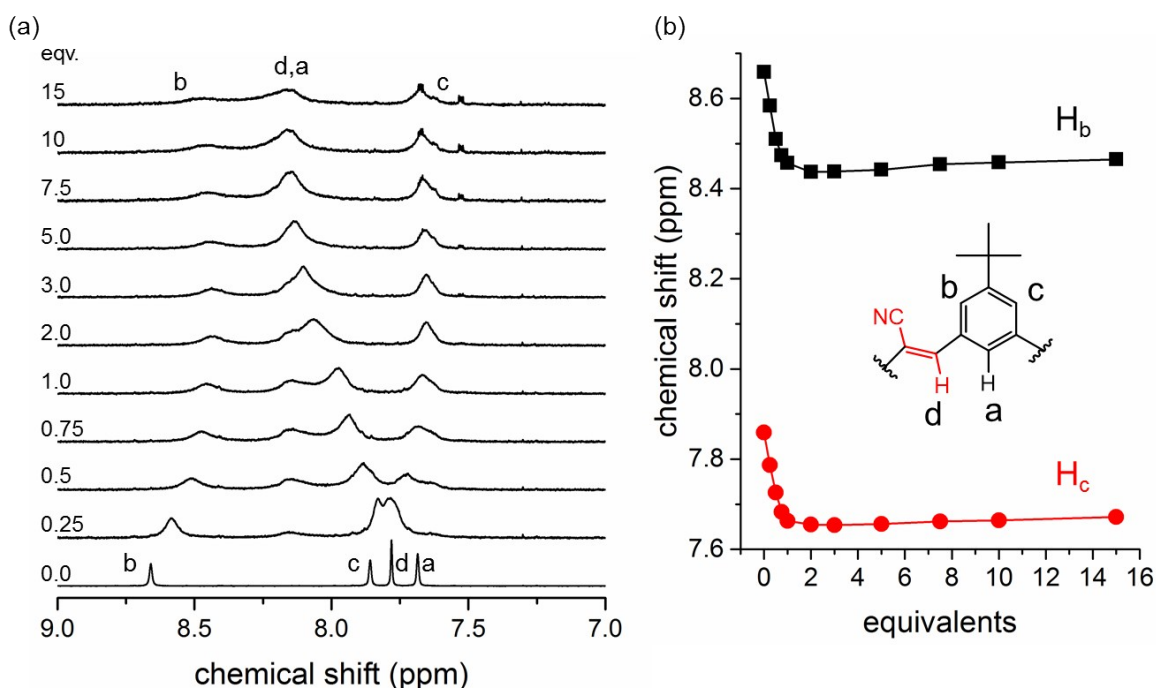 (a)
eqv.
15
b
d,a
c
10
7.5
5.0
3.0
2.0
1.0
0.75
0.5
0.25
0.0
b
c
d
a
9.0 8.5 8.0 7.5 7.0
chemical shift (ppm)
(b)
8.6
8.4
8.2
8.0
7.8
7.6
chemical shift (ppm)
Hb
b
c
NC
H
H
d
a
Hc
0 2 4 6 8 10 12 14 16
equivalents